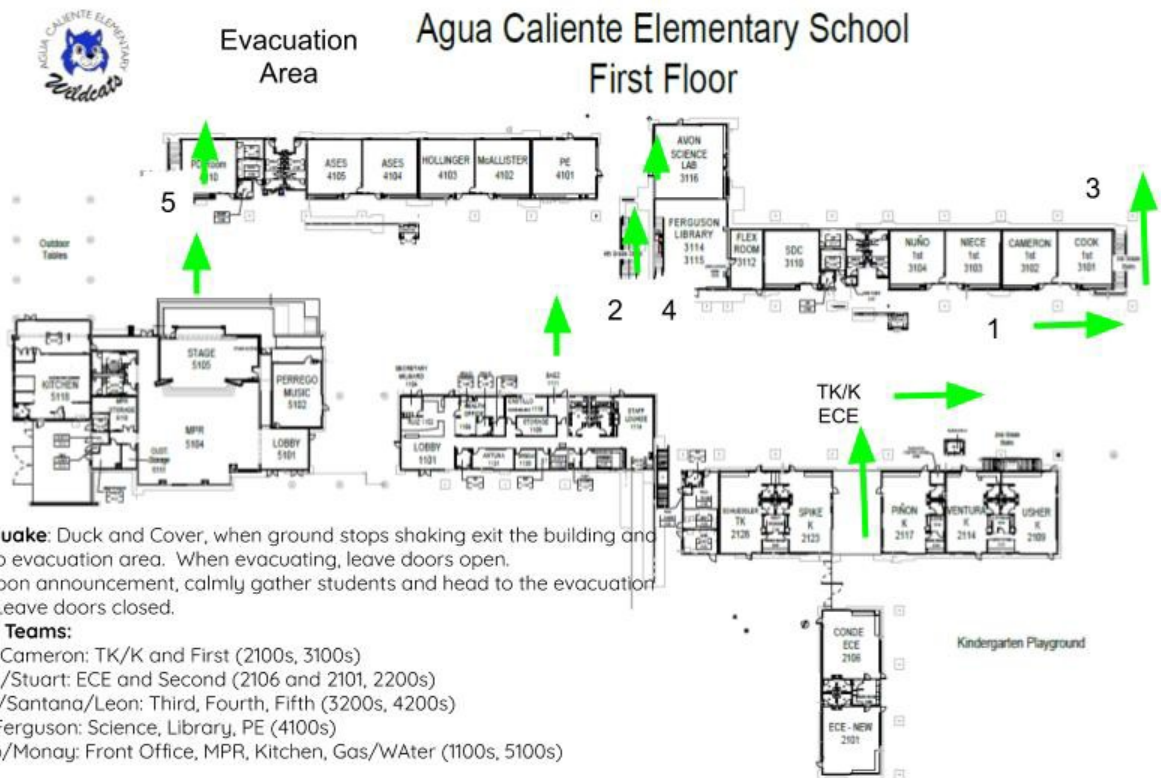 AGUA CALIENTE ELEMENTARY
Wildcats
Evacuation
Area
Agua Caliente Elementary School
First Floor
4110
ASES
4105
ASES
4104
HOLLINGER
4103
McALLISTER
4102
PE
4101
5
AVON
SCIENCE
LAB
3116
FERGUSON
LIBRARY
3114
3115
FLEX
ROOM
3112
SDC
3110
NUÑO
1st
3104
NIECE
1st
3103
CAMERON
1st
3102
COOK
1st
3101
3
Outdoor
Tables
2
4
1
KITCHEN
5118
STAGE
5105
PERREGO
MUSIC
5102
MPR
5104
LOBBY
5101
LOBBY
1101
STAFF
LOUNGE
TK/K
ECE
TK
2126
SPIKE
K
2123
PIÑON
K
2117
VENTURA
K
2114
USHER
K
2109
CONDE
ECE
2106
ECE - NEW
2101
Kindergarten Playground
uake: Duck and Cover, when ground stops shaking exit the building and
o evacuation area. When evacuating, leave doors open.
pon announcement, calmly gather students and head to the evacuation
Leave doors closed.
Teams:
Cameron: TK/K and First (2100s, 3100s)
/Stuart: ECE and Second (2106 and 2101, 2200s)
/Santana/Leon: Third, Fourth, Fifth (3200s, 4200s)
Ferguson: Science, Library, PE (4100s)
/Monay: Front Office, MPR, Kitchen, Gas/WAter (1100s, 5100s)